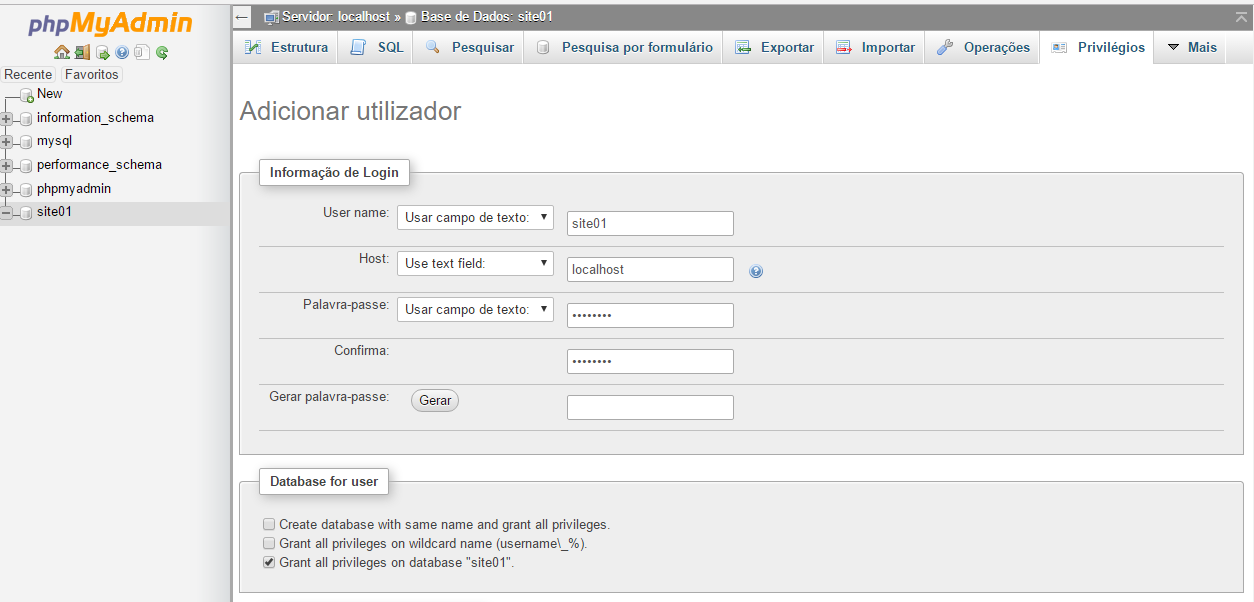 phpMyAdmin
Recente Favoritos
New
information_schema
mysql
performance_schema
phpmyadmin
site01
Servidor: localhost » Base de Dados: site01
Estrutura SQL Pesquisar Pesquisa por formulário Exportar Importar Operações Privilégios Mais
Adicionar utilizador
Informação de Login
User name: Usar campo de texto: site01
Host: Use text field: localhost
Palavra-passe: Usar campo de texto: ••••••••
Confirma: ••••••••
Gerar palavra-passe: Gerar
Database for user
Create database with same name and grant all privileges.
Grant all privileges on wildcard name (username\_%).
Grant all privileges on database "site01".